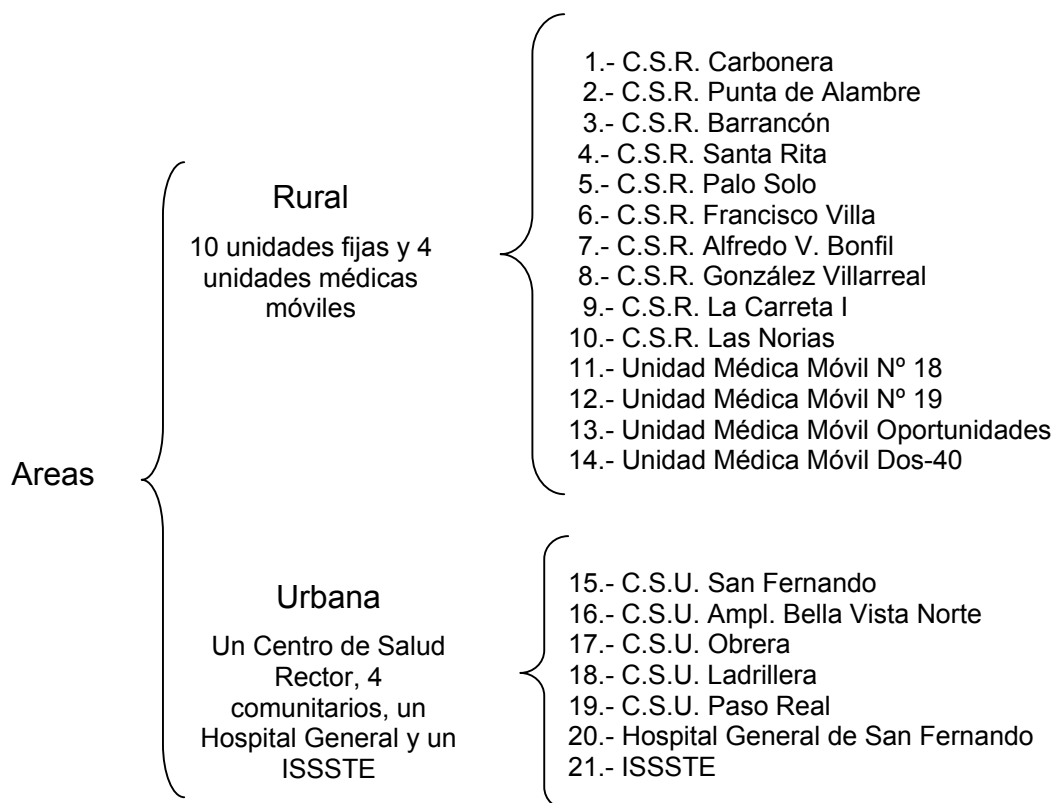 Areas
Rural
10 unidades fijas y 4
unidades médicas
móviles
1.- C.S.R. Carbonera
2.- C.S.R. Punta de Alambre
3.- C.S.R. Barrancón
4.- C.S.R. Santa Rita
5.- C.S.R. Palo Solo
6.- C.S.R. Francisco Villa
7.- C.S.R. Alfredo V. Bonfil
8.- C.S.R. González Villarreal
9.- C.S.R. La Carreta I
10.- C.S.R. Las Norias
11.- Unidad Médica Móvil Nº 18
12.- Unidad Médica Móvil Nº 19
13.- Unidad Médica Móvil Oportunidades
14.- Unidad Médica Móvil Dos-40
Urbana
Un Centro de Salud
Rector, 4
comunitarios, un
Hospital General y un
ISSSTE
15.- C.S.U. San Fernando
16.- C.S.U. Ampl. Bella Vista Norte
17.- C.S.U. Obrera
18.- C.S.U. Ladrillera
19.- C.S.U. Paso Real
20.- Hospital General de San Fernando
21.- ISSSTE